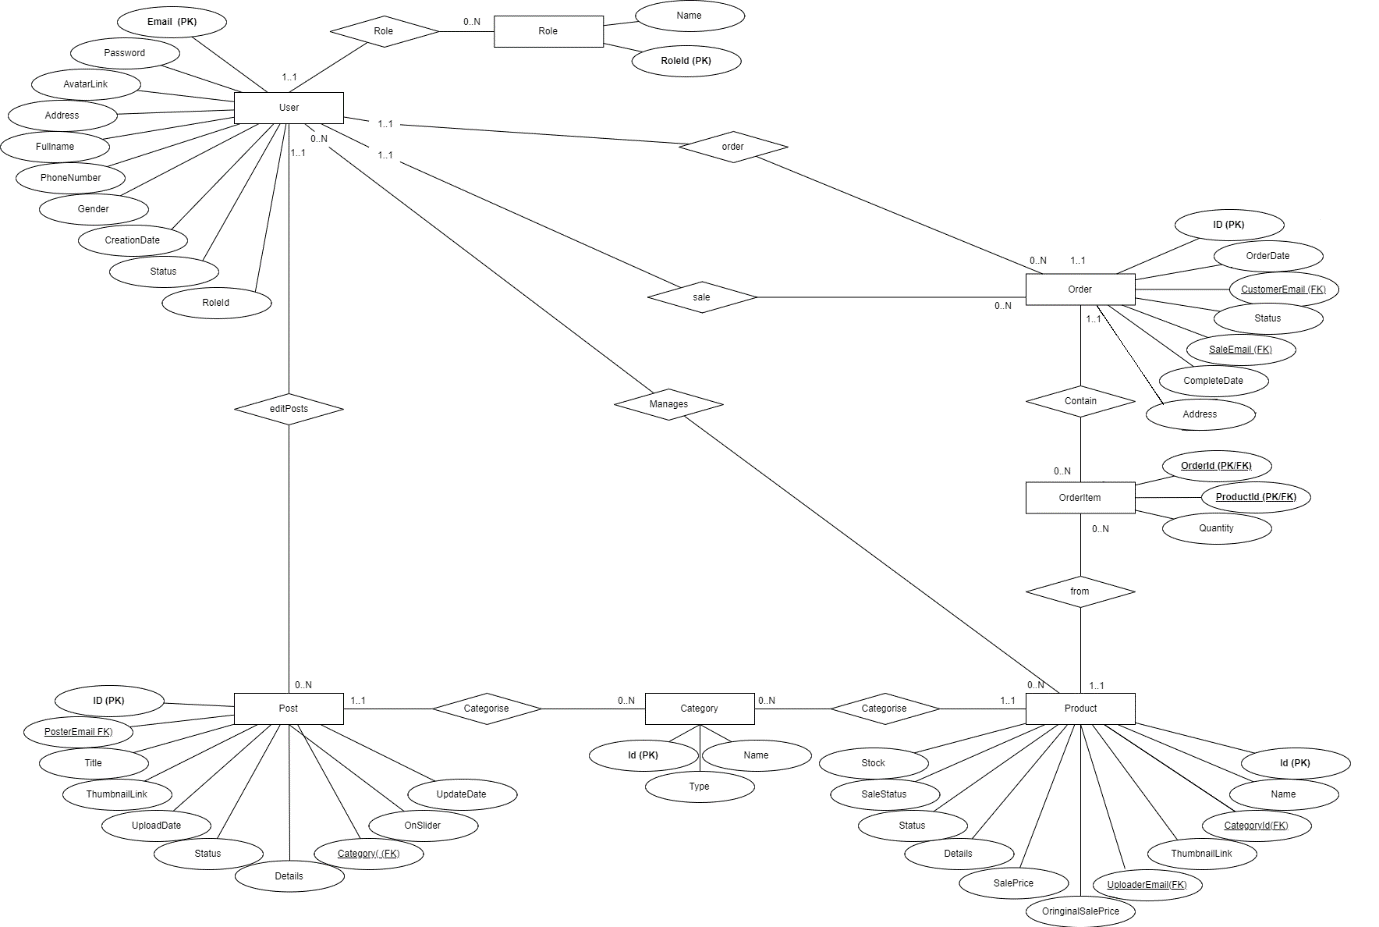 Email (PK)
Password
AvatarLink
Address
Fullname
PhoneNumber
Gender
CreationDate
Status
RoleId
User
1..1
Role
0..N
Role
Name
RoleId (PK)
1..1
order
0..N
1..1
1..1
sale
0..N
0..N
Manages
0..N
1..1
editPosts
0..N
Order
ID (PK)
OrderDate
CustomerEmail (FK)
Status
SaleEmail (FK)
CompleteDate
Address
1..1
Contain
0..N
OrderItem
OrderId (PK/FK)
ProductId (PK/FK)
Quantity
0..N
from
1..1
Post
ID (PK)
PosterEmail FK)
Title
ThumbnailLink
UploadDate
Status
Details
Category( (FK)
OnSlider
UpdateDate
1..1
Categorise
0..N
Category
Id (PK)
Type
Name
0..N
Categorise
1..1
Product
Stock
SaleStatus
Status
Details
SalePrice
OringinalSalePrice
UploaderEmail(FK)
ThumbnailLink
CategoryId(FK)
Name
Id (PK)